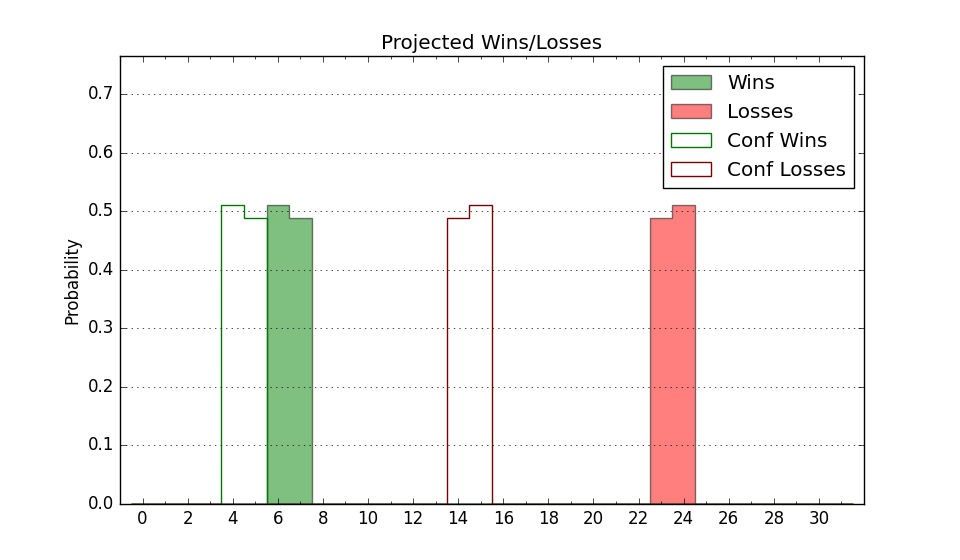 Projected Wins/Losses
Wins
Losses
Conf Wins
Conf Losses
Probability
0.7
0.6
0.5
0.4
0.3
0.2
0.1
0.0
0 2 4 6 8 10 12 14 16 18 20 22 24 26 28 30